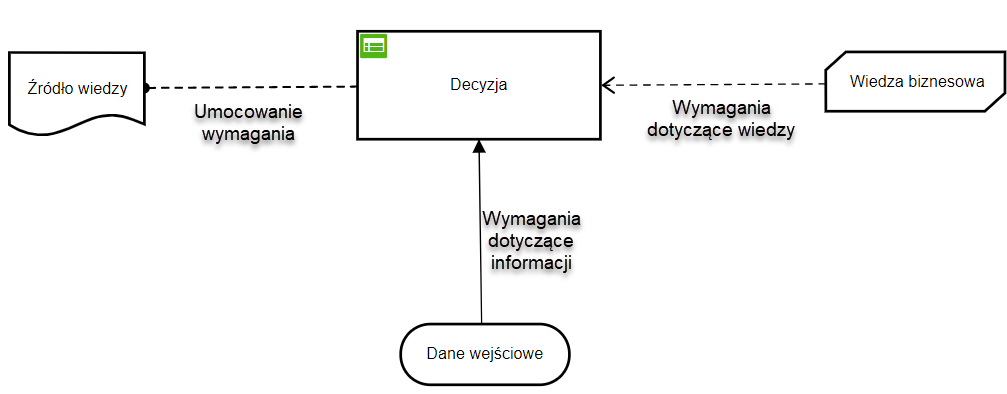 Źródło wiedzy
Umocowanie
wymagania
Decyzja
Wymagania
dotyczące wiedzy
Wiedza biznesowa
Wymagania
dotyczące
informacji
Dane wejściowe